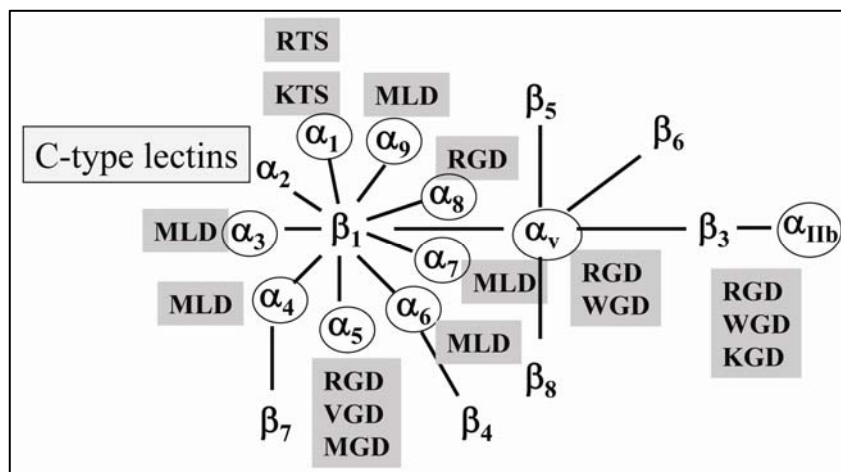 RTS
KTS MLD
β5
β6
C-type lectins
α1 α9
RGD
α2
α8
MLD α3 β1 αv β3 αIIb
α7
MLD α4 α6 MLD RGD
WGD
RGD
WGD
KGD
α5 MLD
RGD
VGD
MGD
β8
β7 β4